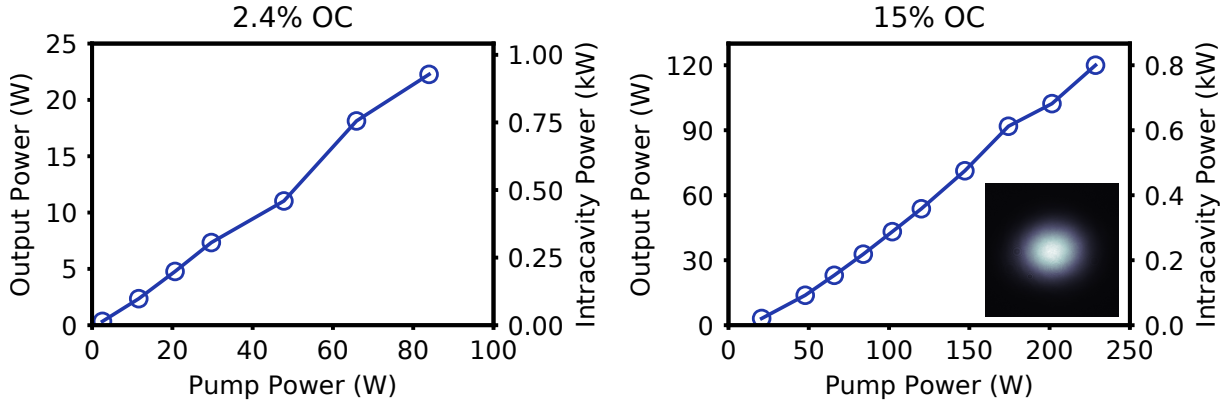 2.4% OC
Output Power (W)
25
20
15
10
5
0
1.00
0.75
0.50
0.25
0.00
Intracavity Power (kW)
0 20 40 60 80 100
Pump Power (W)
15% OC
Output Power (W)
120
90
60
30
0
0.8
0.6
0.4
0.2
0.0
Intracavity Power (kW)
0 50 100 150 200 250
Pump Power (W)